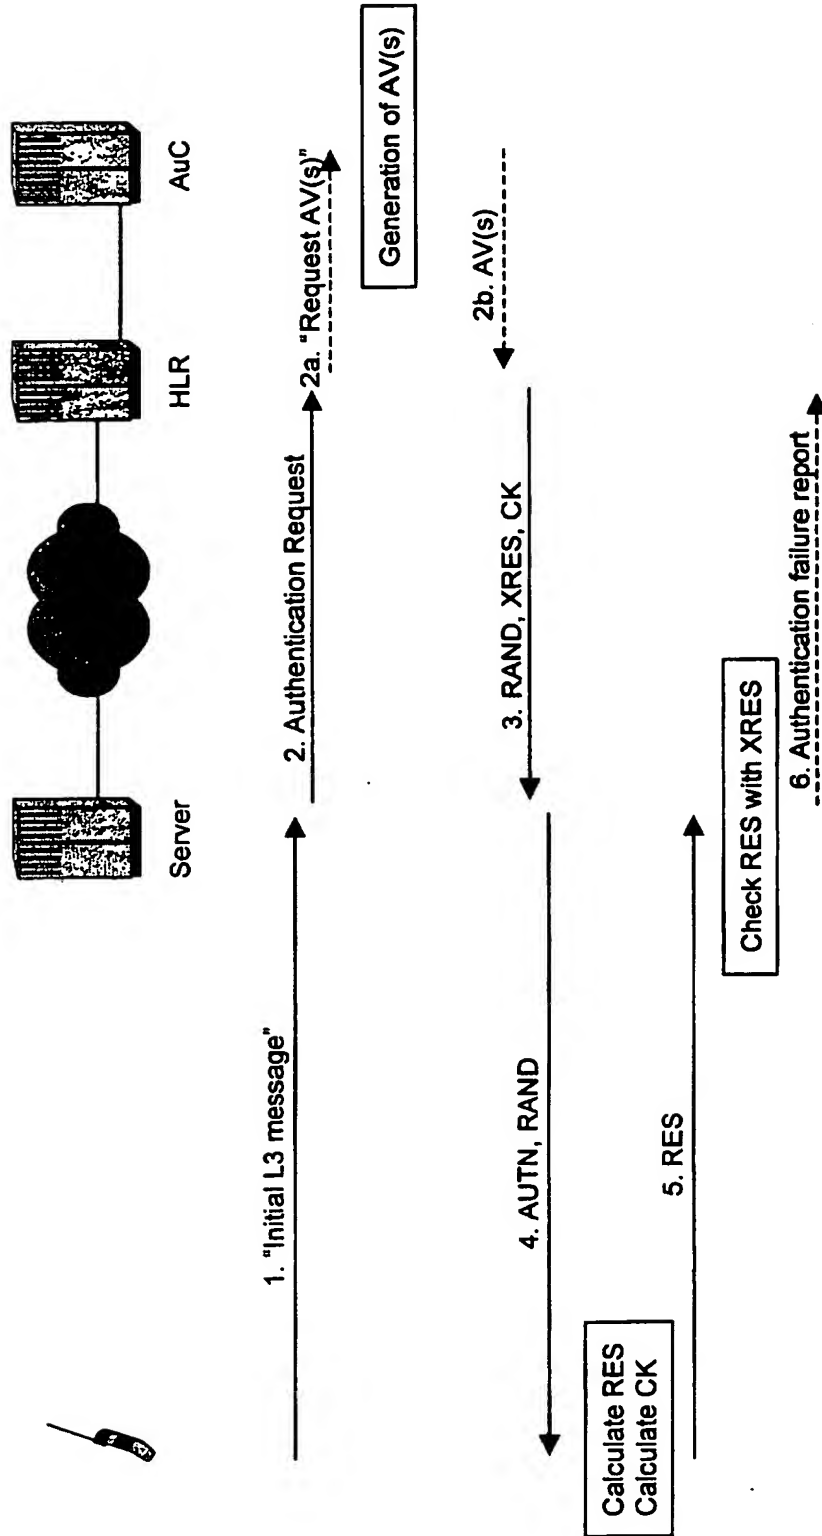 Server
HLR
AuC
1. "Initial L3 message"
2. Authentication Request
2a. "Request AV(s)"
Generation of AV(s)
2b. AV(s)
3. RAND, XRES, CK
4. AUTN, RAND
Calculate RES
Calculate CK
5. RES
Check RES with XRES
6. Authentication failure report